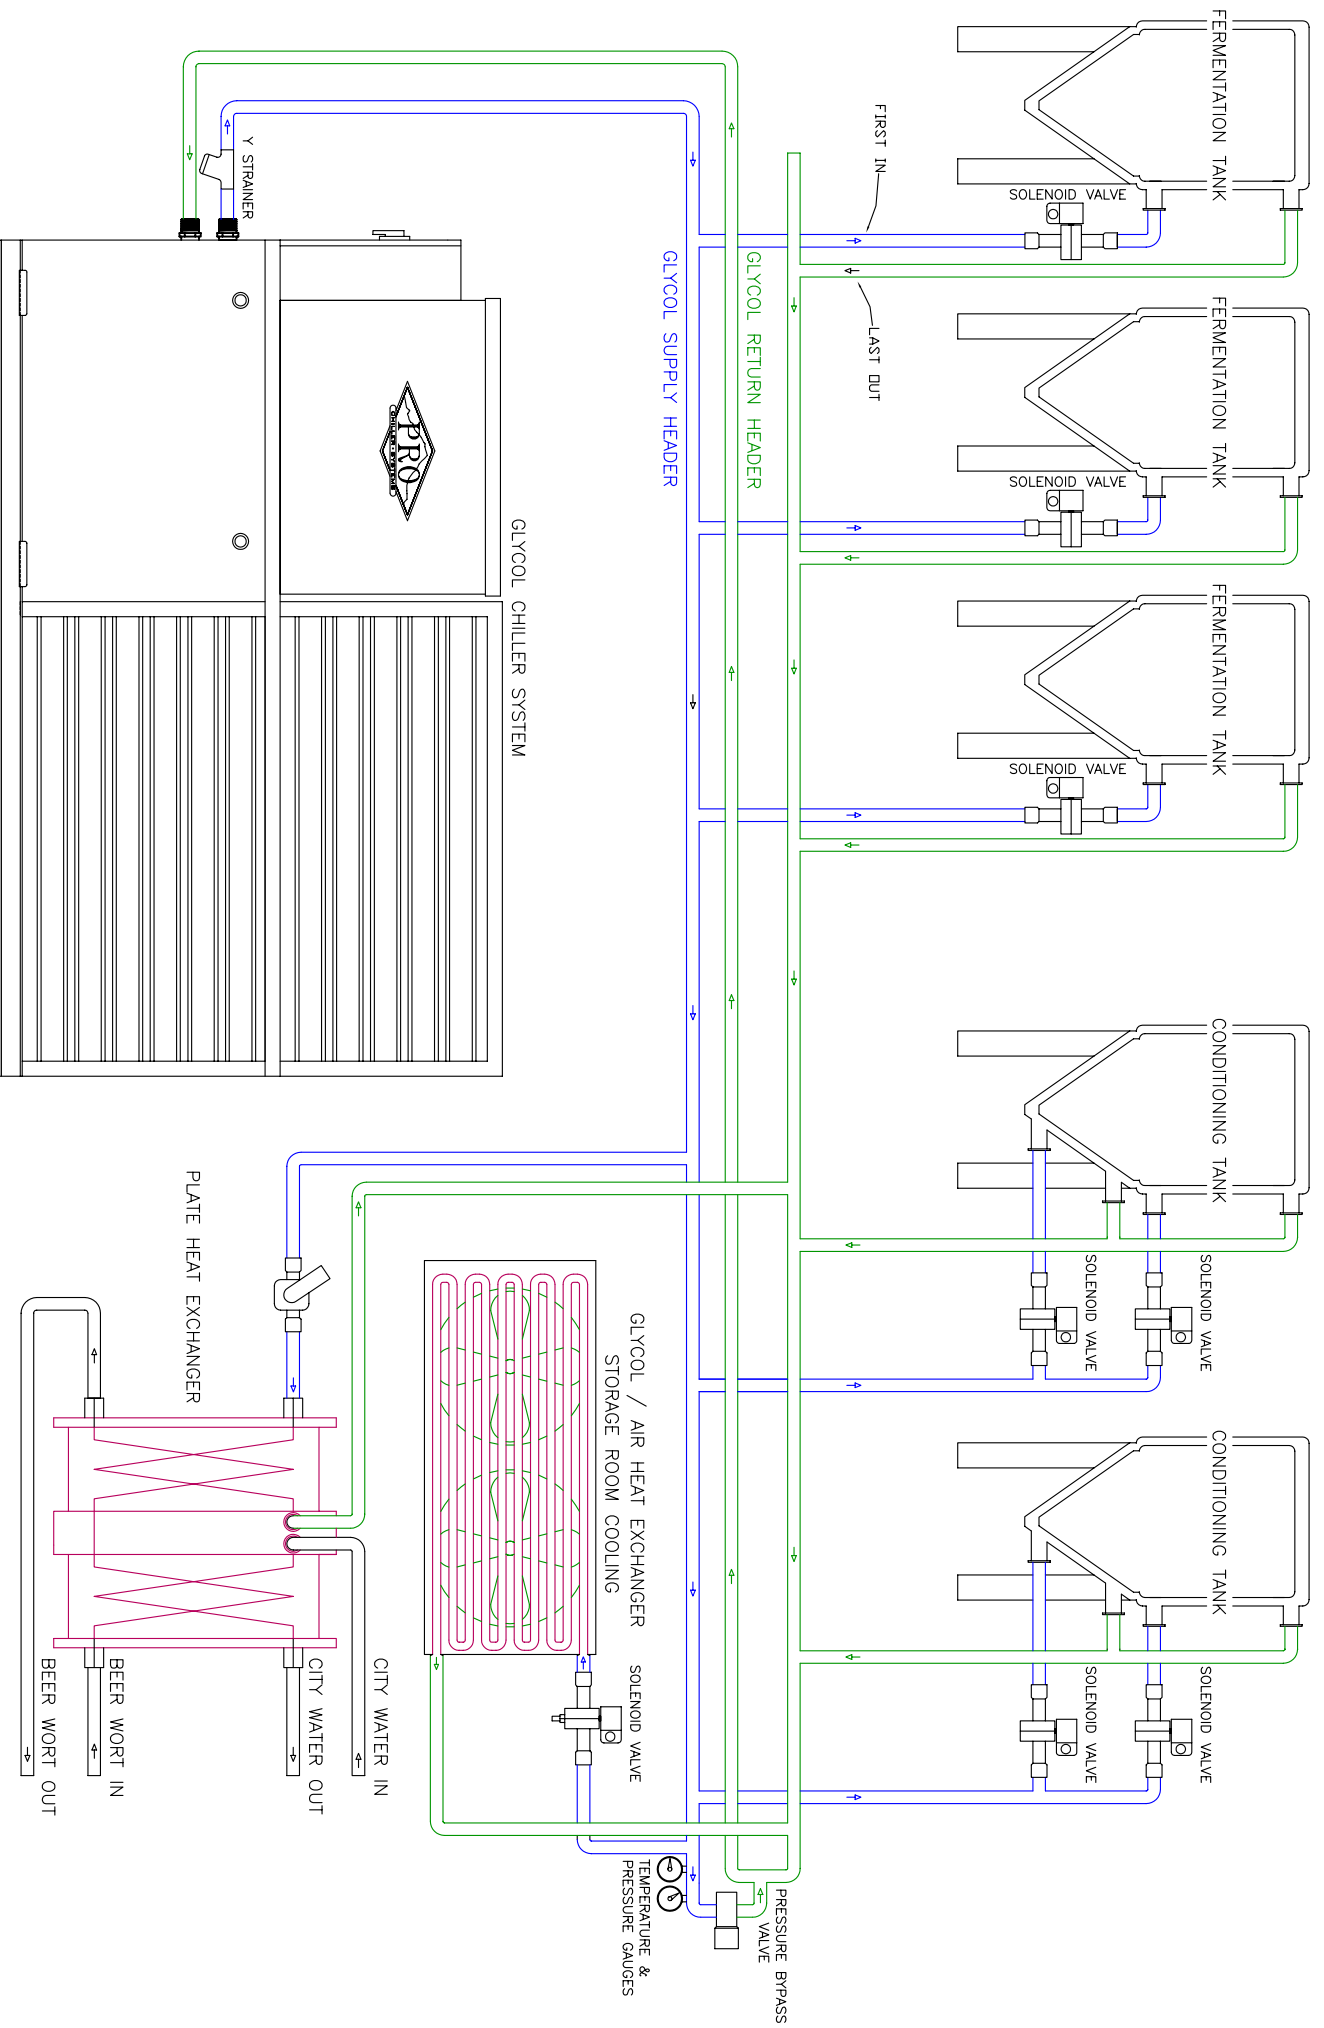 FERMENTATION TANK
FERMENTATION TANK
FERMENTATION TANK
CONDITIONING TANK
CONDITIONING TANK
SOLENOID VALVE
SOLENOID VALVE
SOLENOID VALVE
SOLENOID VALVE
SOLENOID VALVE
SOLENOID VALVE
SOLENOID VALVE
FIRST IN
LAST OUT
GLYCOL RETURN HEADER
GLYCOL SUPPLY HEADER
PRESSURE BYPASS
VALVE
TEMPERATURE &
PRESSURE GAUGES
Y STRAINER
PRO
CHILLER SYSTEMS
GLYCOL CHILLER SYSTEM
GLYCOL / AIR HEAT EXCHANGER
STORAGE ROOM COOLING
SOLENOID VALVE
PLATE HEAT EXCHANGER
CITY WATER IN
CITY WATER OUT
BEER WORT IN
BEER WORT OUT